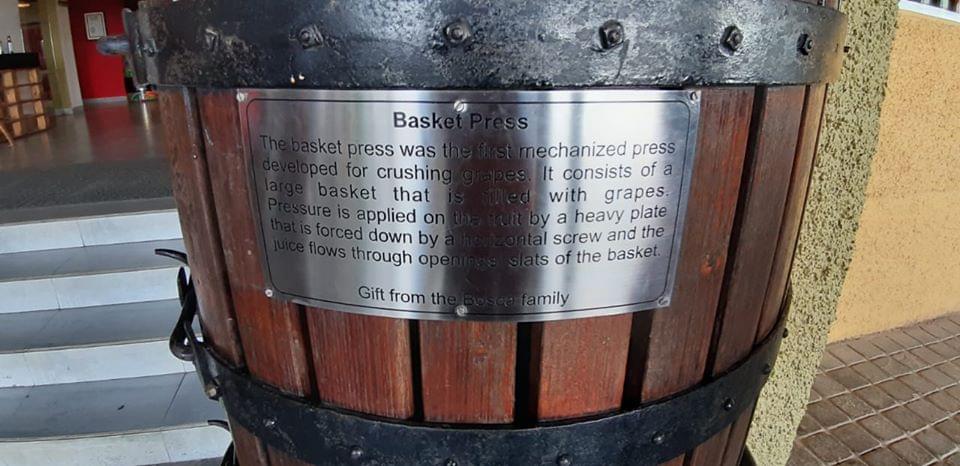 Basket Press
The basket press was the first mechanized press
developed for crushing grapes. It consists of a
large basket that is filled with grapes.
Pressure is applied on the fruit by a heavy plate
that is forced down by a horizontal screw and the
juice flows through openings slats of the basket.
Gift from the Bosca family